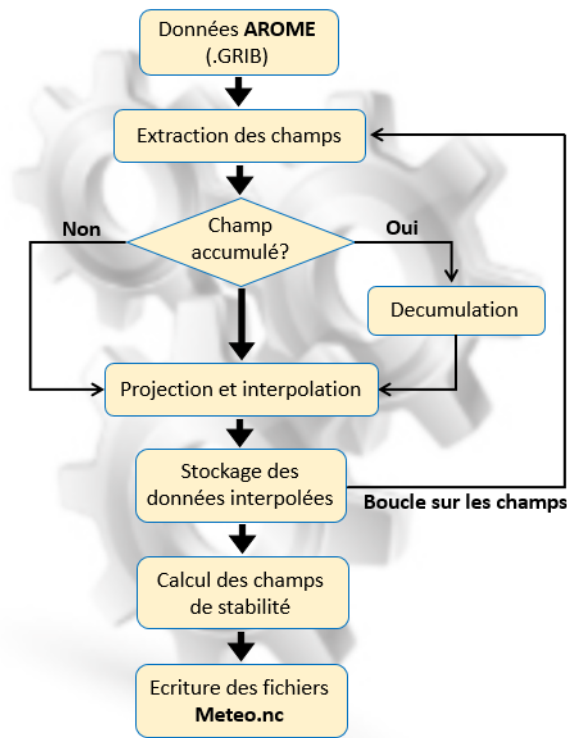 Données AROME
(.GRIB)
Extraction des champs
Non
Champ
accumulé?
Oui
Decumulation
Projection et interpolation
Stockage des
données interpolées
Boucle sur les champs
Calcul des champs
de stabilité
Ecriture des fichiers
Meteo.nc